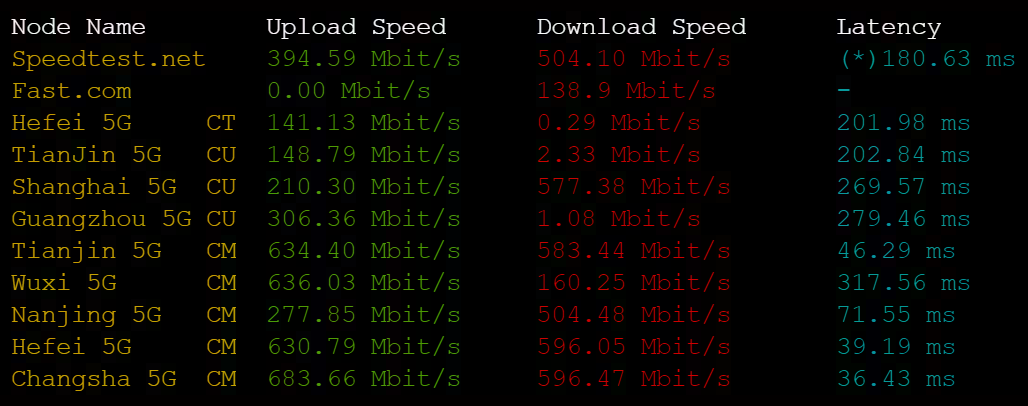 Node Name        Upload Speed      Download Speed      Latency
Speedtest.net    394.59 Mbit/s     504.10 Mbit/s       (*)180.63 ms
Fast.com         0.00 Mbit/s       138.9 Mbit/s        -
Hefei 5G     CT  141.13 Mbit/s     0.29 Mbit/s         201.98 ms
TianJin 5G   CU  148.79 Mbit/s     2.33 Mbit/s         202.84 ms
Shanghai 5G  CU  210.30 Mbit/s     577.38 Mbit/s       269.57 ms
Guangzhou 5G CU  306.36 Mbit/s     1.08 Mbit/s         279.46 ms
Tianjin 5G   CM  634.40 Mbit/s     583.44 Mbit/s       46.29 ms
Wuxi 5G      CM  636.03 Mbit/s     160.25 Mbit/s       317.56 ms
Nanjing 5G   CM  277.85 Mbit/s     504.48 Mbit/s       71.55 ms
Hefei 5G     CM  630.79 Mbit/s     596.05 Mbit/s       39.19 ms
Changsha 5G  CM  683.66 Mbit/s     596.47 Mbit/s       36.43 ms